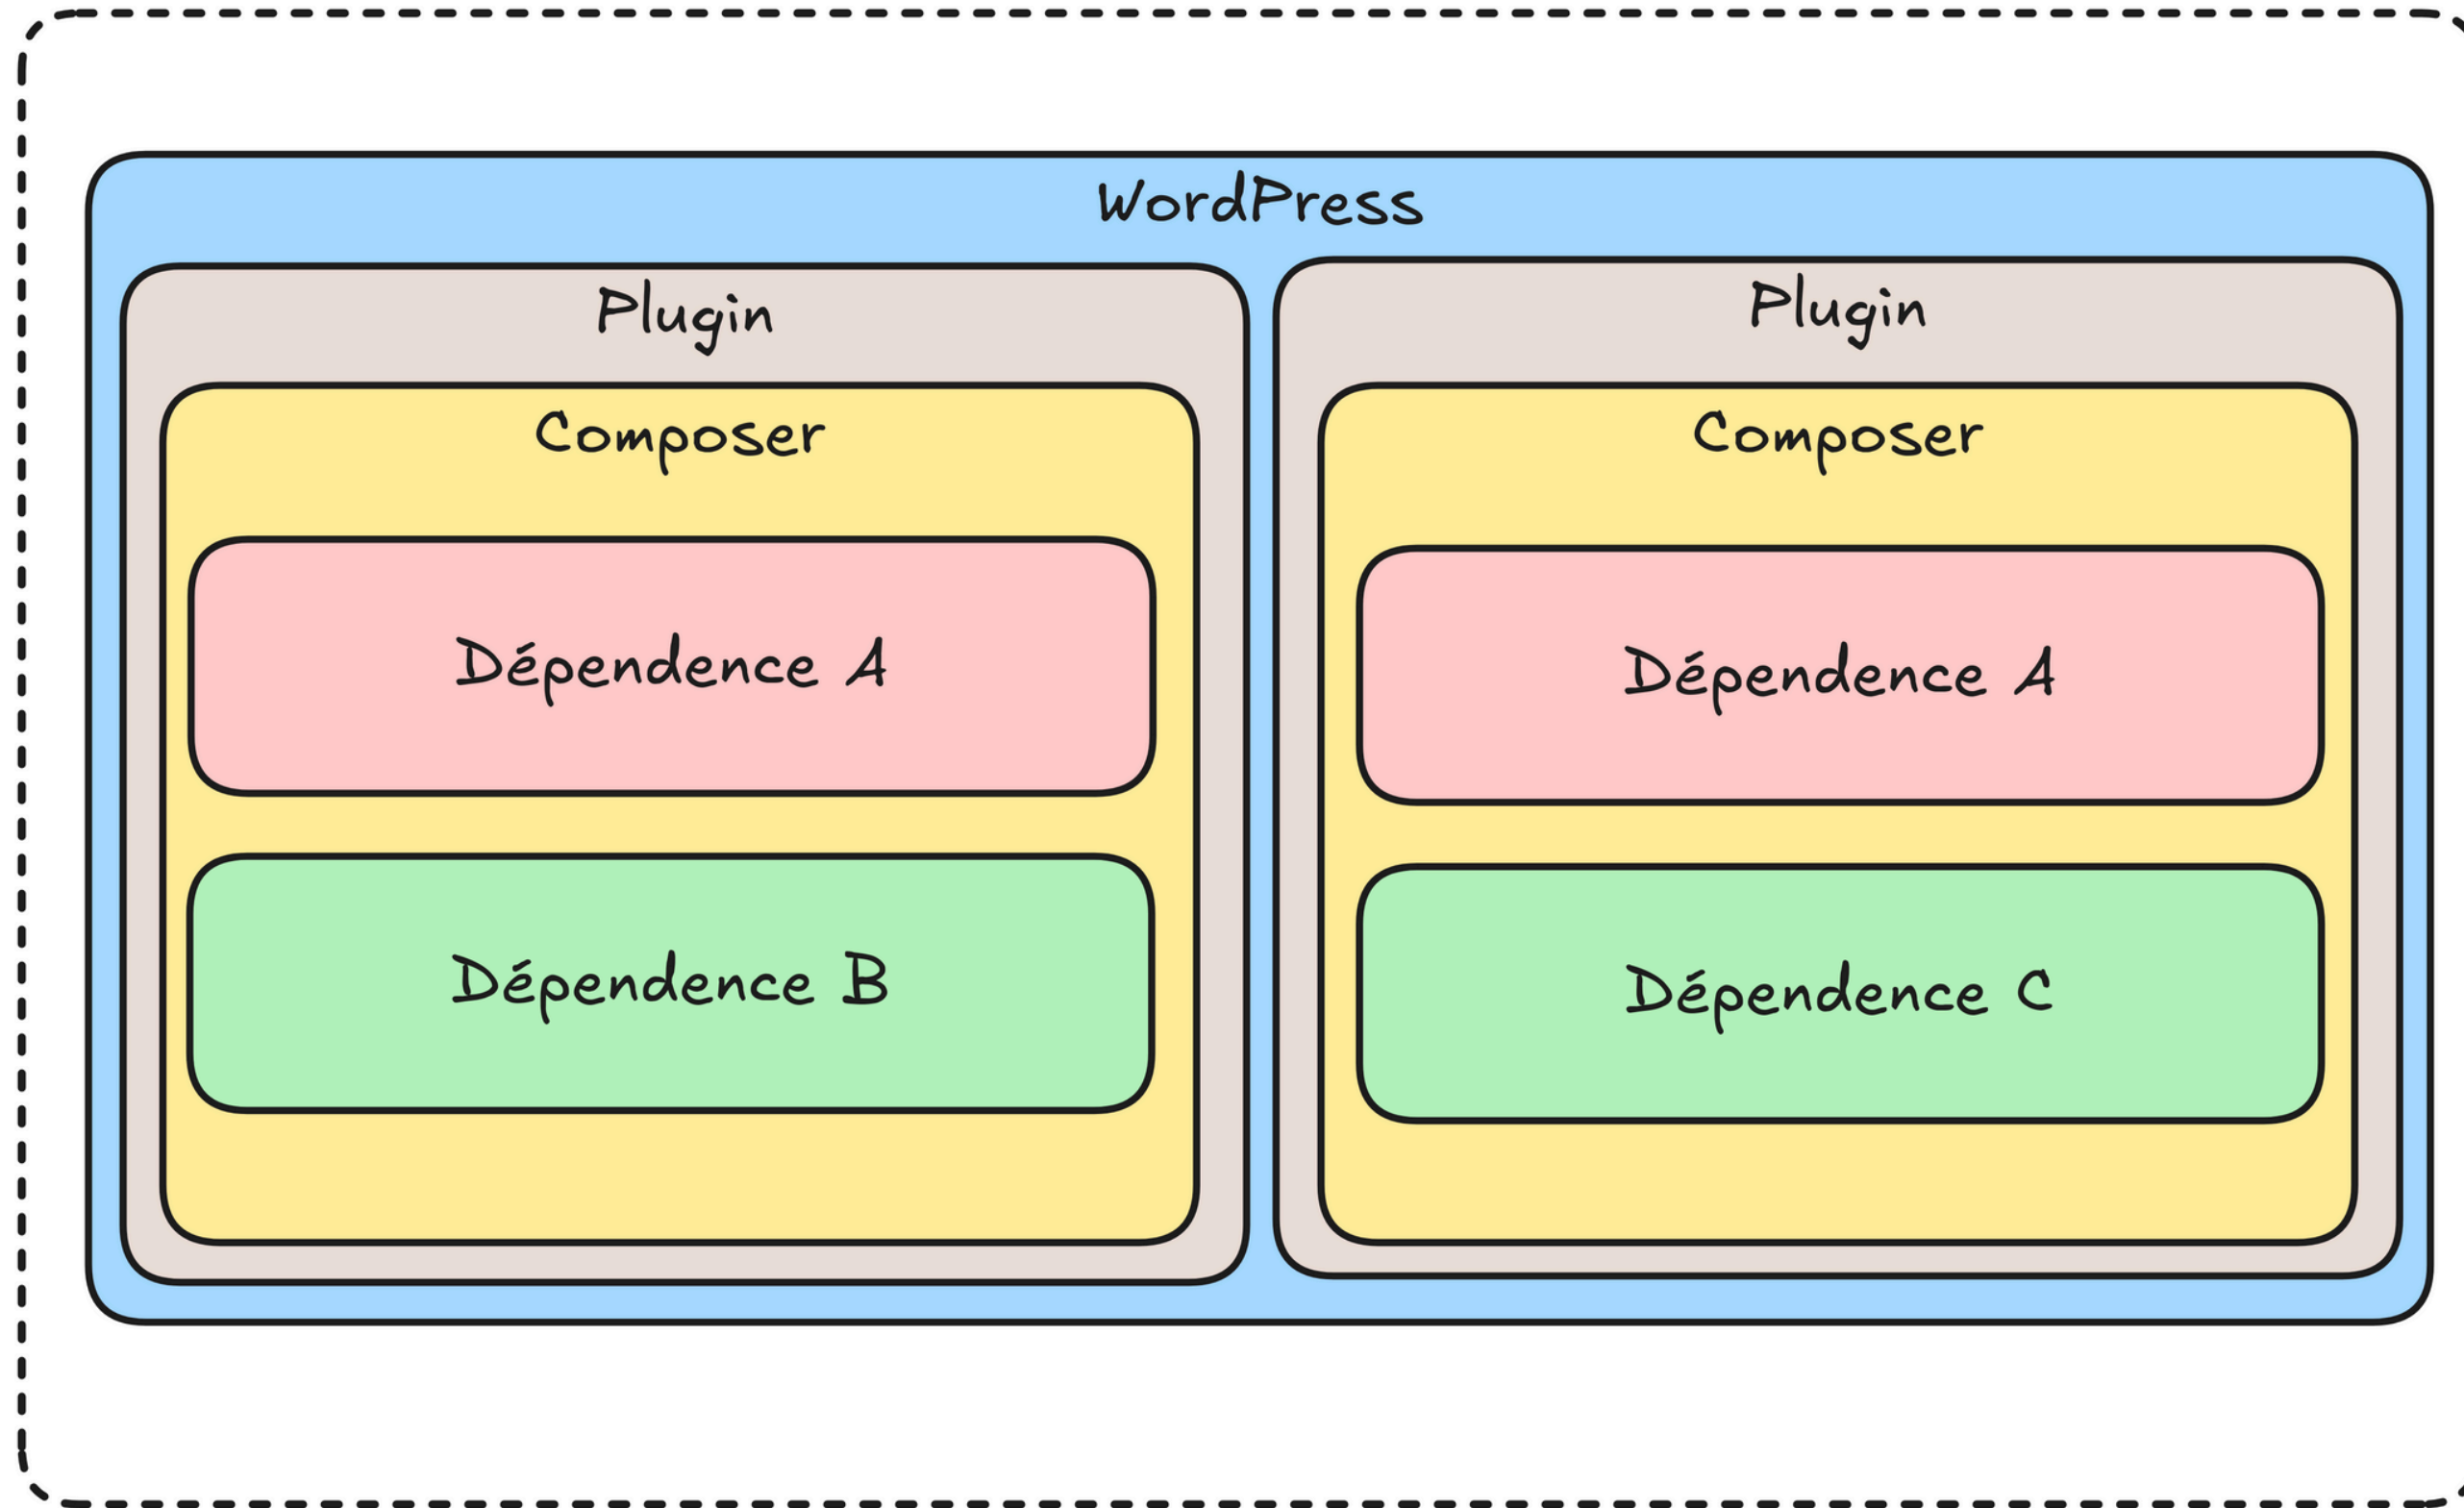 WordPress
Plugin
Composer
Dépendence A
Dépendence B
Plugin
Composer
Dépendence A
Dépendence C